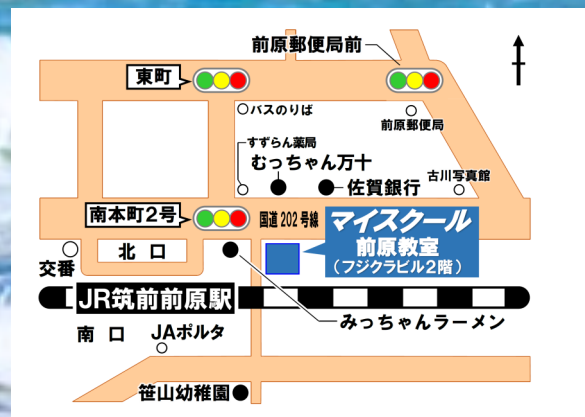 前原郵便局前
東町
バスのりば
前原郵便局
すずらん薬局
むっちゃん万十
佐賀銀行
古川写真館
南本町2号
国道202号線
マイスクール
前原教室
(フジクラビル2階)
北口
交番
JR筑前前原駅
みっちゃんラーメン
南口
JAポルタ
笹山幼稚園